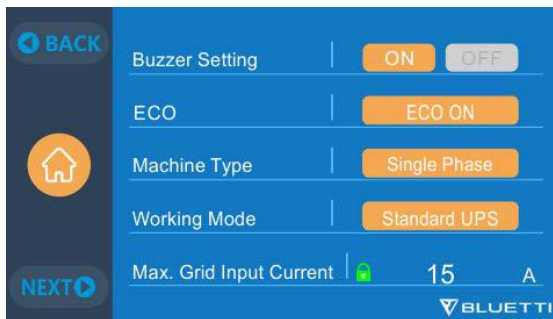 BACK
Buzzer Setting ON OFF
ECO ECO ON
Machine Type Single Phase
Working Mode Standard UPS
Max. Grid Input Current 15 A
NEXT
BLUETTI